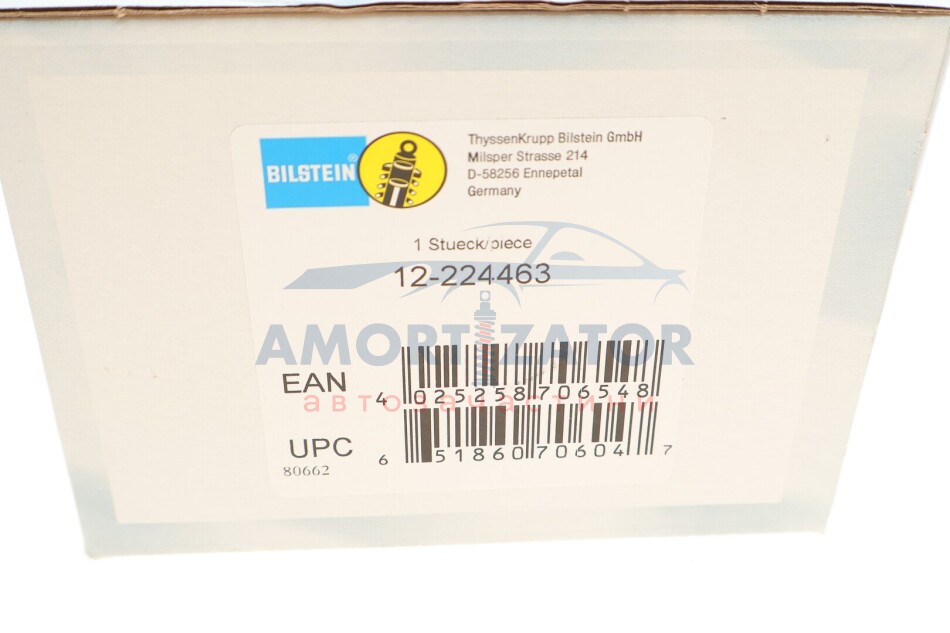 BILSTEIN®
ThyssenKrupp Bilstein GmbH
Milsper Strasse 214
D-58256 Ennepetal
Germany
1 Stueck/piece
12-224463
AMORTIZATOR
EAN
4 025258 706548
автозапчастини
UPC
6 51860 70604 7
80662